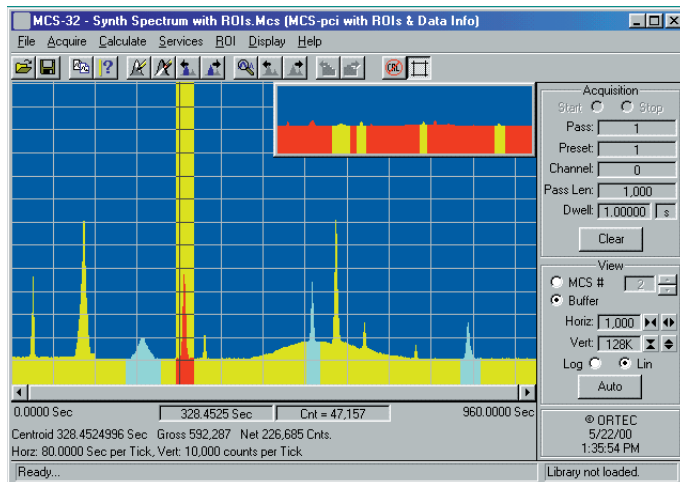 MCS-32 - Synth Spectrum with ROIs.Mcs (MCS-pci with ROIs & Data Info)
File Acquire Calculate Services ROI Display Help
CRL
Acquisition
Start Stop
Pass: 1
Preset: 1
Channel: 0
Pass Len: 1,000
Dwell: 1.00000 s
Clear
View
MCS # 2
Buffer
Horiz: 1,000
Vert: 128K
Log Lin
Auto
0.0000 Sec 328.4525 Sec Cnt = 47,157 960.0000 Sec
Centroid 328.4524996 Sec Gross 592,287 Net 226,685 Cnts.
Horz: 80.0000 Sec per Tick, Vert: 10,000 counts per Tick
© ORTEC
5/22/00
1:35:54 PM
Ready... Library not loaded.